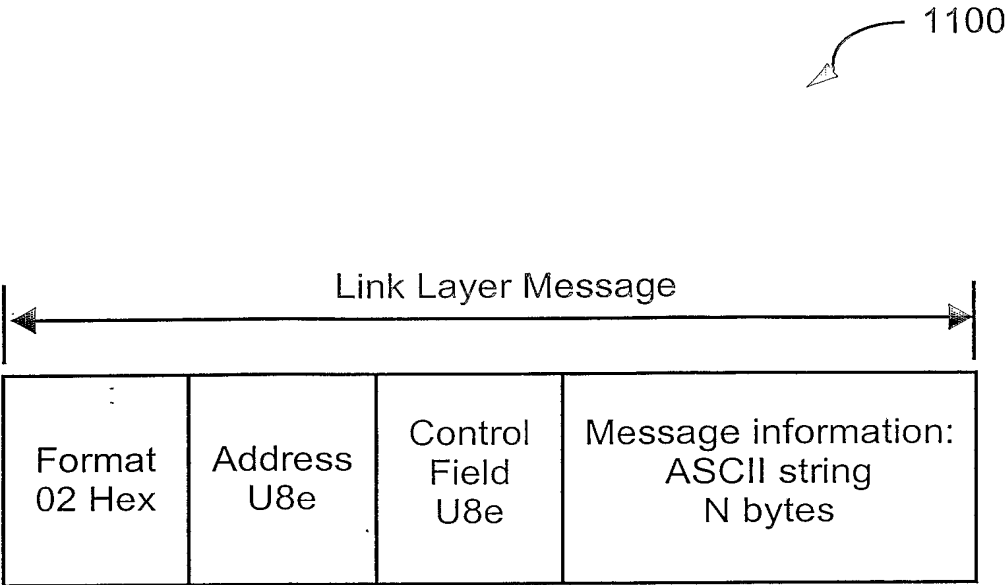 1100
Link Layer Message
Format
02 Hex
Address
U8e
Control
Field
U8e
Message information:
ASCII string
N bytes